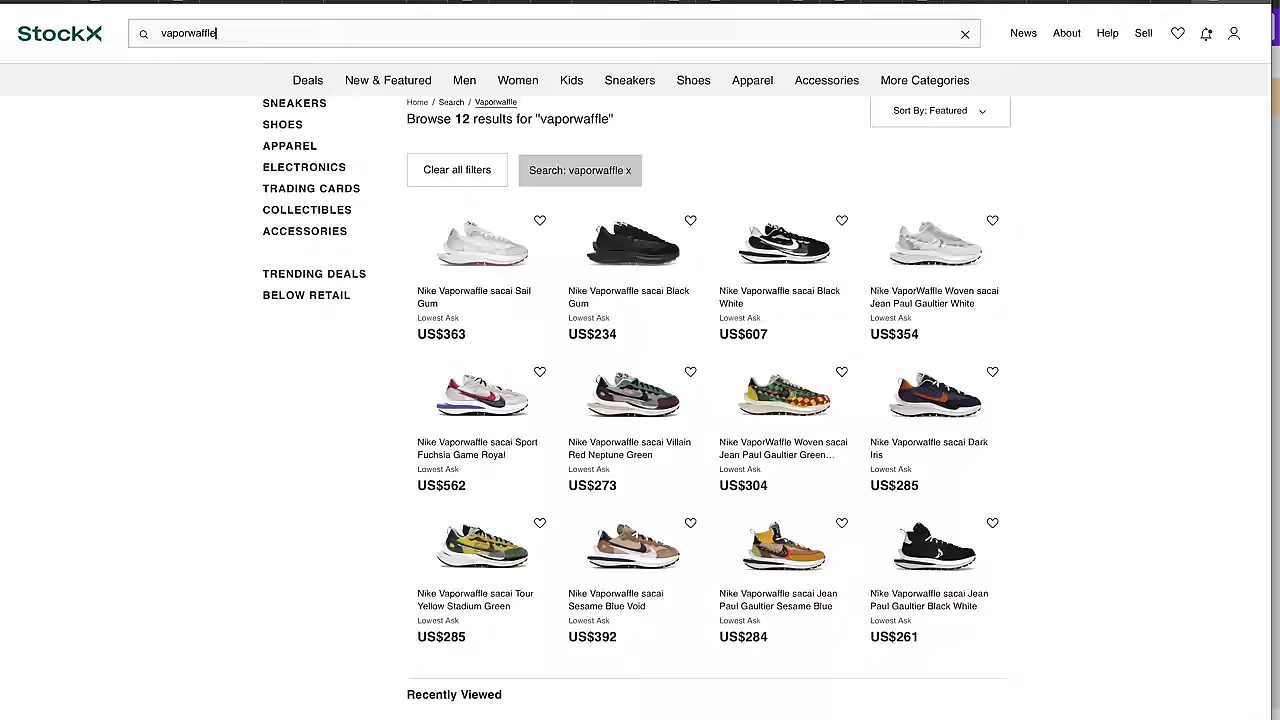 StockX
vaporwaffle
News
About
Help
Sell
Deals
New & Featured
Men
Women
Kids
Sneakers
Shoes
Apparel
Accessories
More Categories
SNEAKERS
SHOES
APPAREL
ELECTRONICS
TRADING CARDS
COLLECTIBLES
ACCESSORIES
TRENDING DEALS
BELOW RETAIL
Home / Search / Vaporwaffle
Browse 12 results for "vaporwaffle"
Sort By: Featured
Clear all filters
Search: vaporwaffle x
Nike Vaporwaffle sacai Sail
Gum
Lowest Ask
US$363
Nike Vaporwaffle sacai Black
Gum
Lowest Ask
US$234
Nike Vaporwaffle sacai Black
White
Lowest Ask
US$607
Nike VaporWaffle Woven sacai
Jean Paul Gaultier White
Lowest Ask
US$354
Nike Vaporwaffle sacai Sport
Fuchsia Game Royal
Lowest Ask
US$562
Nike Vaporwaffle sacai Villain
Red Neptune Green
Lowest Ask
US$273
Nike VaporWaffle Woven sacai
Jean Paul Gaultier Green...
Lowest Ask
US$304
Nike Vaporwaffle sacai Dark
Iris
Lowest Ask
US$285
Nike Vaporwaffle sacai Tour
Yellow Stadium Green
Lowest Ask
US$285
Nike Vaporwaffle sacai
Sesame Blue Void
Lowest Ask
US$392
Nike Vaporwaffle sacai Jean
Paul Gaultier Sesame Blue
Lowest Ask
US$284
Nike Vaporwaffle sacai Jean
Paul Gaultier Black White
Lowest Ask
US$261
Recently Viewed